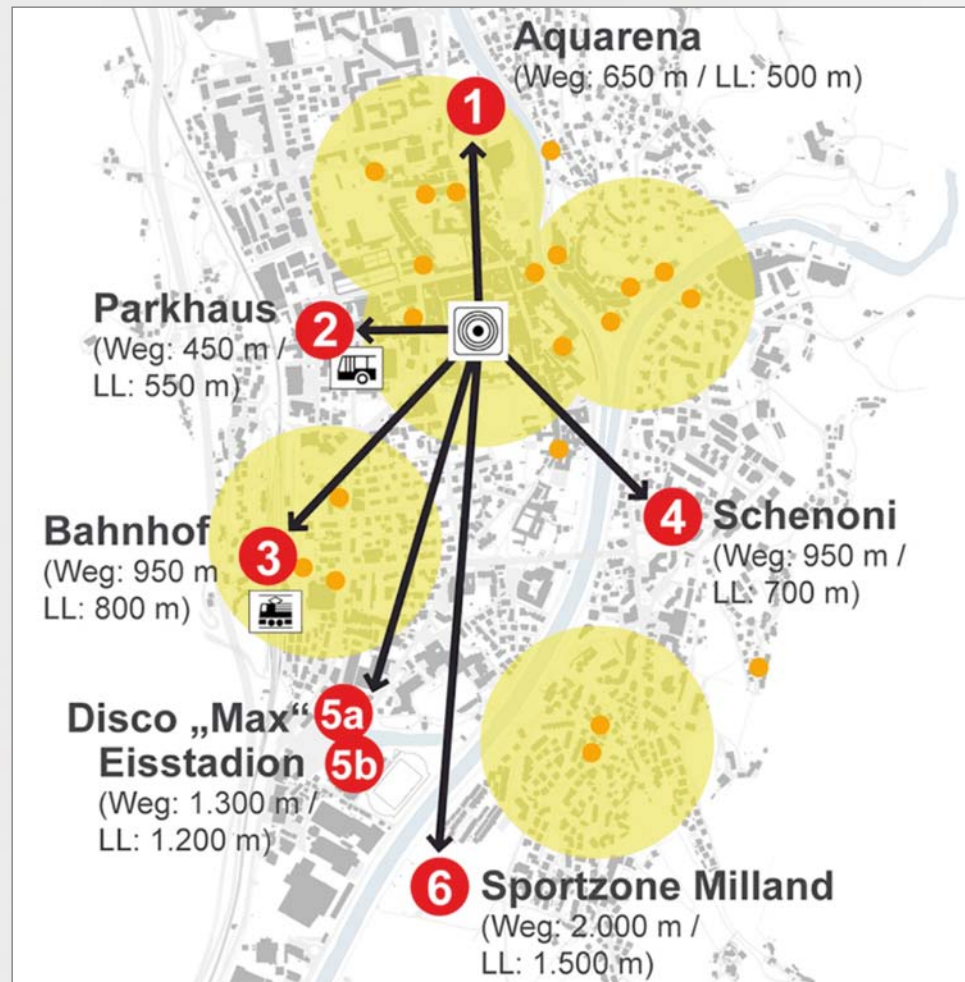 Aquarena
(Weg: 650 m / LL: 500 m)
1
Parkhaus
2
(Weg: 450 m /
LL: 550 m)
Bahnhof
3
(Weg: 950 m
LL: 800 m)
4
Schenoni
(Weg: 950 m /
LL: 700 m)
Disco „Max“
5a
Eisstadion
5b
(Weg: 1.300 m /
LL: 1.200 m)
6
Sportzone Milland
(Weg: 2.000 m /
LL: 1.500 m)